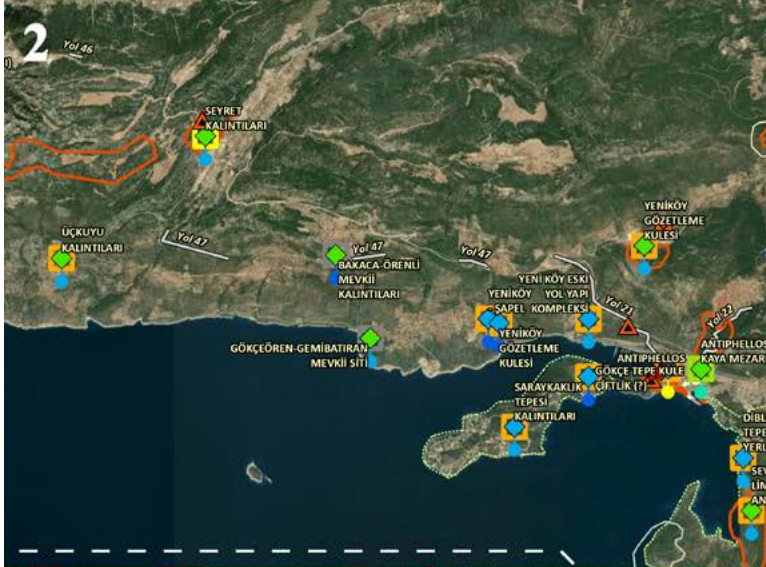 2
Yol 46
SEYRET
KALINTILARI
ÜÇKUYU
KALINTILARI
Yol 47
Yol 47
BAKACA-ÖRENLİ
MEVKİİ
KALINTILARI
Yol 47
YENİKÖY
GÖZETLEME
KULESİ
YENİ KÖY ESKİ
YOL YAPI
KOMPLEKSİ
YENİKÖY
ŞAPEL
YENİKÖY
GÖZETLEME
KULESİ
Yol 21
Yol 22
GÖKÇEÖREN-GEMİBATIRAN
MEVKİİ SİTİ
ANTIPHELLOS
KAYA MEZARI
ANTIPHELLOS
GÖKÇE TEPE KULE
ÇİFTLİK (?)
SARAYKAKLIK
TEPESİ
KALINTILARI
DİBL
TEPE
YERL
SEV
LİM
AN